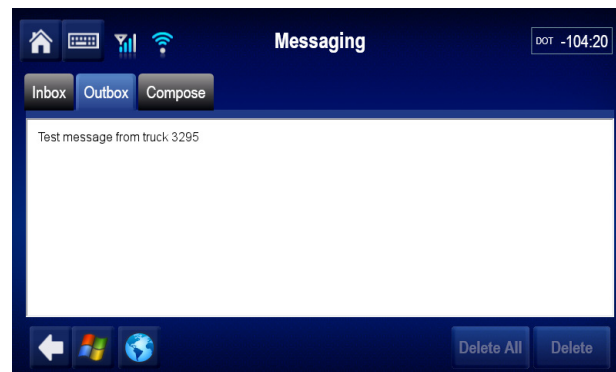 Messaging
DOT -104:20
Inbox Outbox Compose
Test message from truck 3295
Delete All Delete